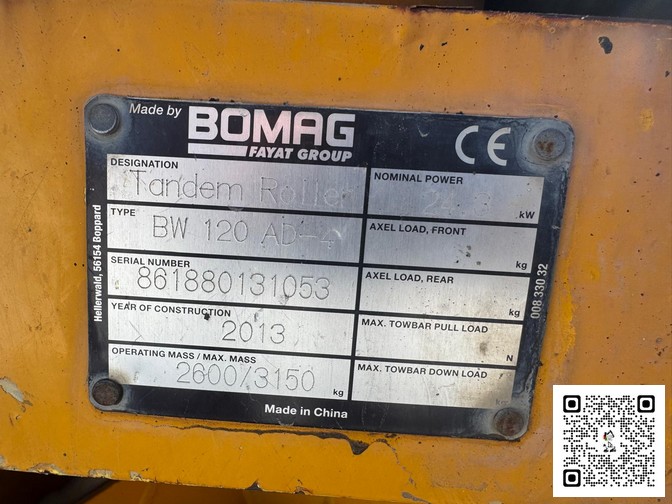 Made by BOMAG
FAYAT GROUP
CE
DESIGNATION
Tandem Roller
NOMINAL POWER
kW
TYPE
BW 120 AD-4
AXEL LOAD, FRONT
kg
SERIAL NUMBER
861880131053
AXEL LOAD, REAR
kg
YEAR OF CONSTRUCTION
2013
MAX. TOWBAR PULL LOAD
N
OPERATING MASS / MAX. MASS
2600/3150 kg
MAX. TOWBAR DOWN LOAD
Made in China
Hellerwald, 56154 Boppard
008 330 32